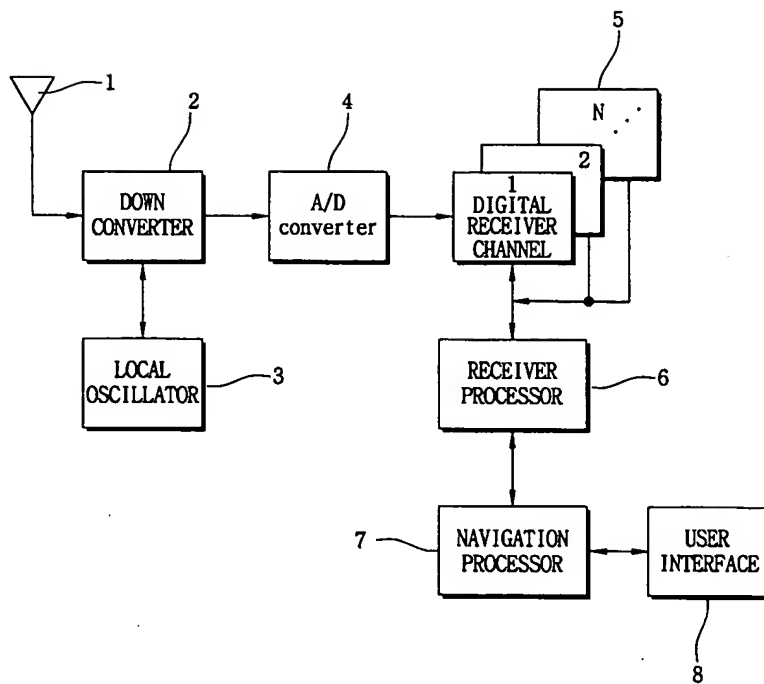 5
1
2
4
N
2
DOWN
CONVERTER
A/D
converter
1
DIGITAL
RECEIVER
CHANNEL
LOCAL
OSCILLATOR
3
RECEIVER
PROCESSOR
6
7
NAVIGATION
PROCESSOR
USER
INTERFACE
8